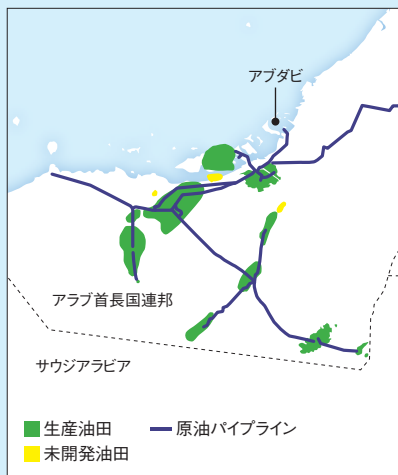 アブダビ
アラブ首長国連邦
サウジアラビア
生産油田
原油パイプライン
未開発油田